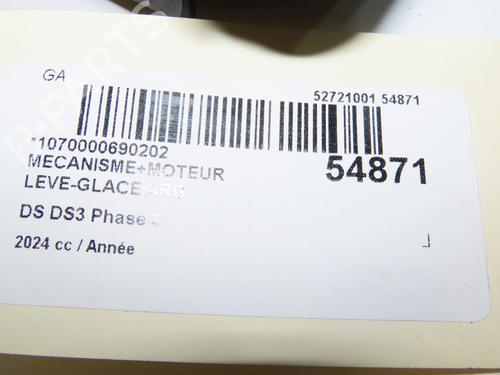 GA
52721001 54871
*1070000690202
54871
MECANISME+MOTEUR
LEVE-GLACE ARG
DS DS3 Phase
2024 cc / Année